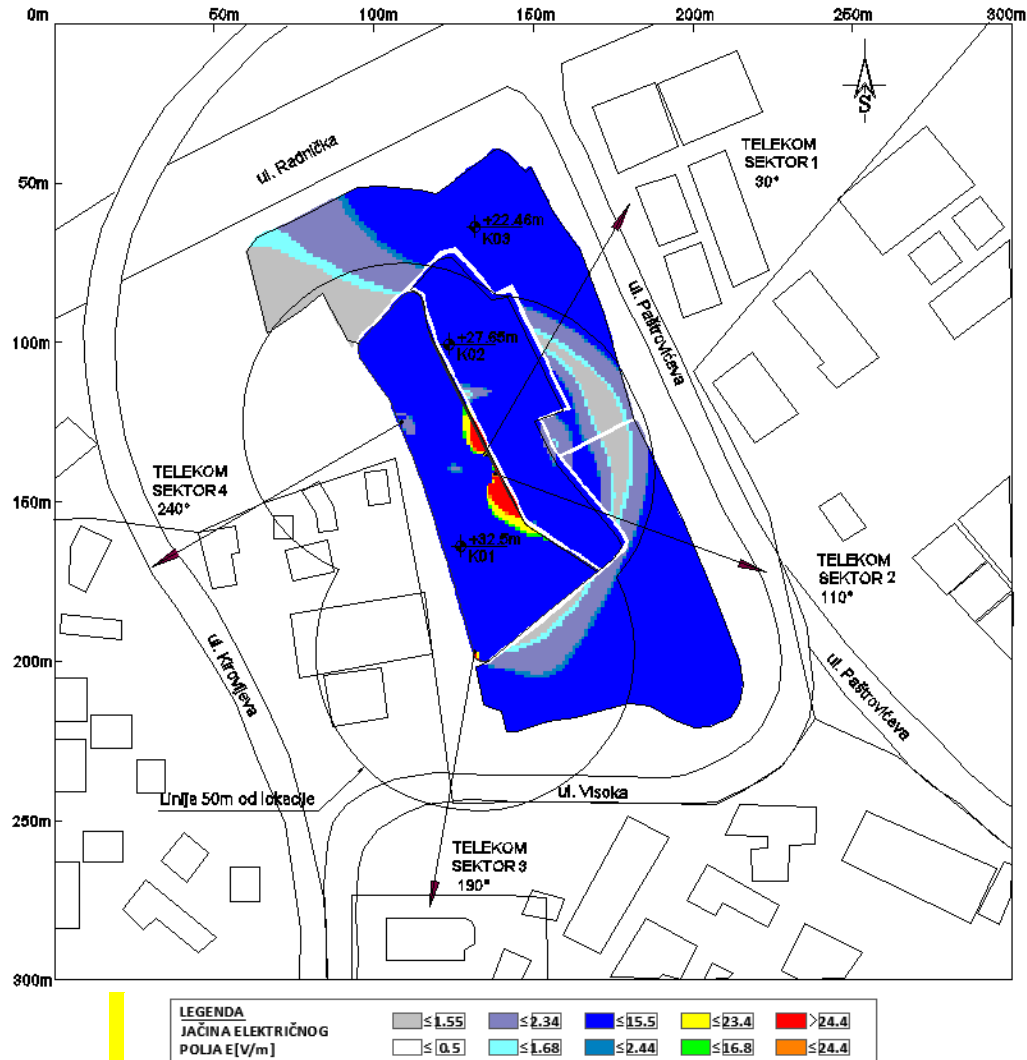 0m 50m 100m 150m 200m 250m 300m
S
ul. Radnička
TELEKOM
SEKTOR 1
30°
50m
+22.46m
K03
ul. Paštrovićeva
100m
+27.65m
K02
TELEKOM
SEKTOR 4
240°
150m
+32.5m
K01
TELEKOM
SEKTOR 2
110°
200m
ul. Kirovljeva
ul. Paštrovićeva
Linija 50m od lokacije
ul. Visoka
250m
TELEKOM
SEKTOR 3
190°
300m
LEGENDA
JAČINA ELEKTRIČNOG
POLJA E[V/m]
≤1.55 ≤2.34 ≤15.5 ≤23.4 >24.4
≤ 0.5 ≤1.68 ≤2.44 ≤16.8 ≤24.4